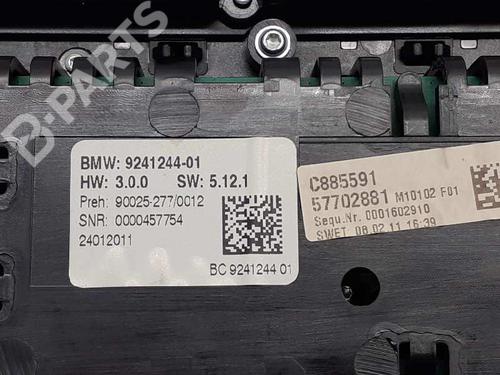 B-PARTS
BMW: 9241244-01
HW: 3.0.0 SW: 5.12.1
Preh: 90025-277/0012
SNR: 0000457754
24012011
BC 9241244 01
C885591
57702881 M10102 F01
Sequ.Nr. 0001602910
SWET 08.02.11 16:39